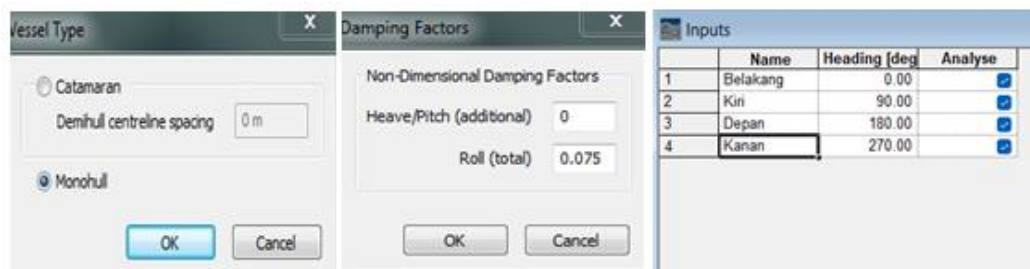 Vessel Type
X
Catamaran
Demihull centreline spacing 0 m
Monohull
OK Cancel
Damping Factors
X
Non-Dimensional Damping Factors
Heave/Pitch (additional) 0
Roll (total) 0.075
OK Cancel
Inputs
Name Heading [deg Analyse
1 Belakang 0.00
2 Kiri 90.00
3 Depan 180.00
4 Kanan 270.00